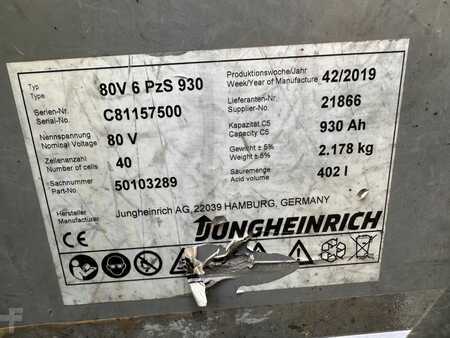 Typ
Type
80V 6 PzS 930
Produktionswoche/Jahr
Week/Year of Manufacture
42/2019
Serien-Nr.
Serial-No.
C81157500
Lieferanten-Nr.
Supplier-No.
21866
Nennspannung
Nominal Voltage
80 V
Kapazität C5
Capacity C5
930 Ah
Zellenanzahl
Number of cells
40
Gewicht ± 5%
Weight ± 5%
2.178 kg
Sachnummer
Part-No
50103289
Säuremenge
Acid volume
402 l
Hersteller
Manufacturer
Jungheinrich AG, 22039 HAMBURG, GERMANY
JUNGHEINRICH
CE
Pb
F